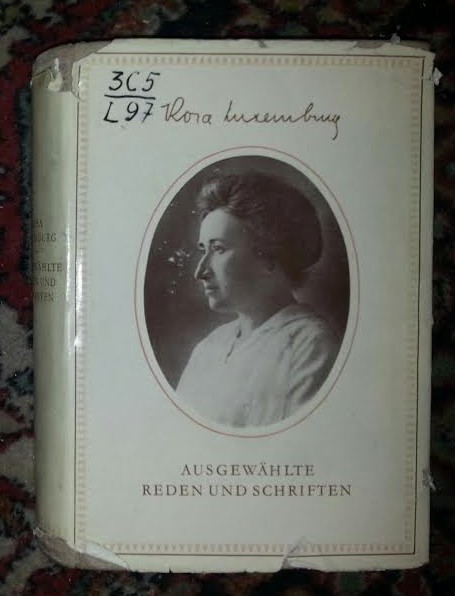 3C5
L97 Rosa Luxemburg
AUSGEWÄHLTE
REDEN UND SCHRIFTEN